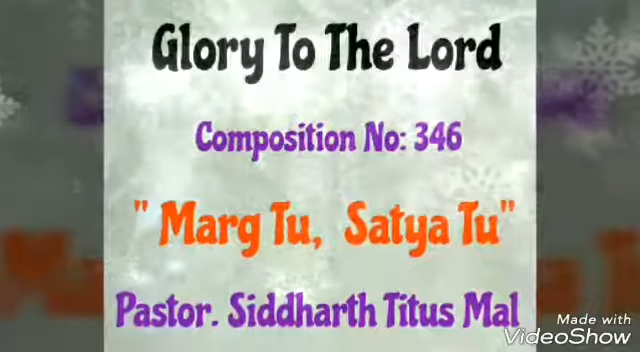 Glory To The Lord
Composition No: 346
" Marg Tu, Satya Tu"
Pastor. Siddharth Titus Mal
Made with
VideoShow